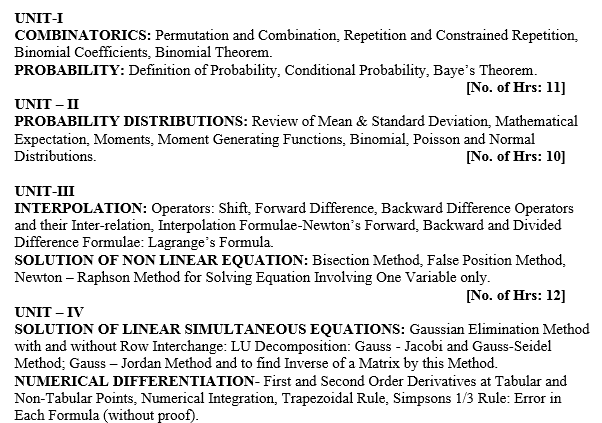 UNIT-I
COMBINATORICS: Permutation and Combination, Repetition and Constrained Repetition,
Binomial Coefficients, Binomial Theorem.
PROBABILITY: Definition of Probability, Conditional Probability, Baye's Theorem.
[No. of Hrs: 11]
UNIT – II
PROBABILITY DISTRIBUTIONS: Review of Mean & Standard Deviation, Mathematical
Expectation, Moments, Moment Generating Functions, Binomial, Poisson and Normal
Distributions. [No. of Hrs: 10]
UNIT-III
INTERPOLATION: Operators: Shift, Forward Difference, Backward Difference Operators
and their Inter-relation, Interpolation Formulae-Newton's Forward, Backward and Divided
Difference Formulae: Lagrange's Formula.
SOLUTION OF NON LINEAR EQUATION: Bisection Method, False Position Method,
Newton – Raphson Method for Solving Equation Involving One Variable only.
[No. of Hrs: 12]
UNIT – IV
SOLUTION OF LINEAR SIMULTANEOUS EQUATIONS: Gaussian Elimination Method
with and without Row Interchange: LU Decomposition: Gauss - Jacobi and Gauss-Seidel
Method; Gauss – Jordan Method and to find Inverse of a Matrix by this Method.
NUMERICAL DIFFERENTIATION- First and Second Order Derivatives at Tabular and
Non-Tabular Points, Numerical Integration, Trapezoidal Rule, Simpsons 1/3 Rule: Error in
Each Formula (without proof).